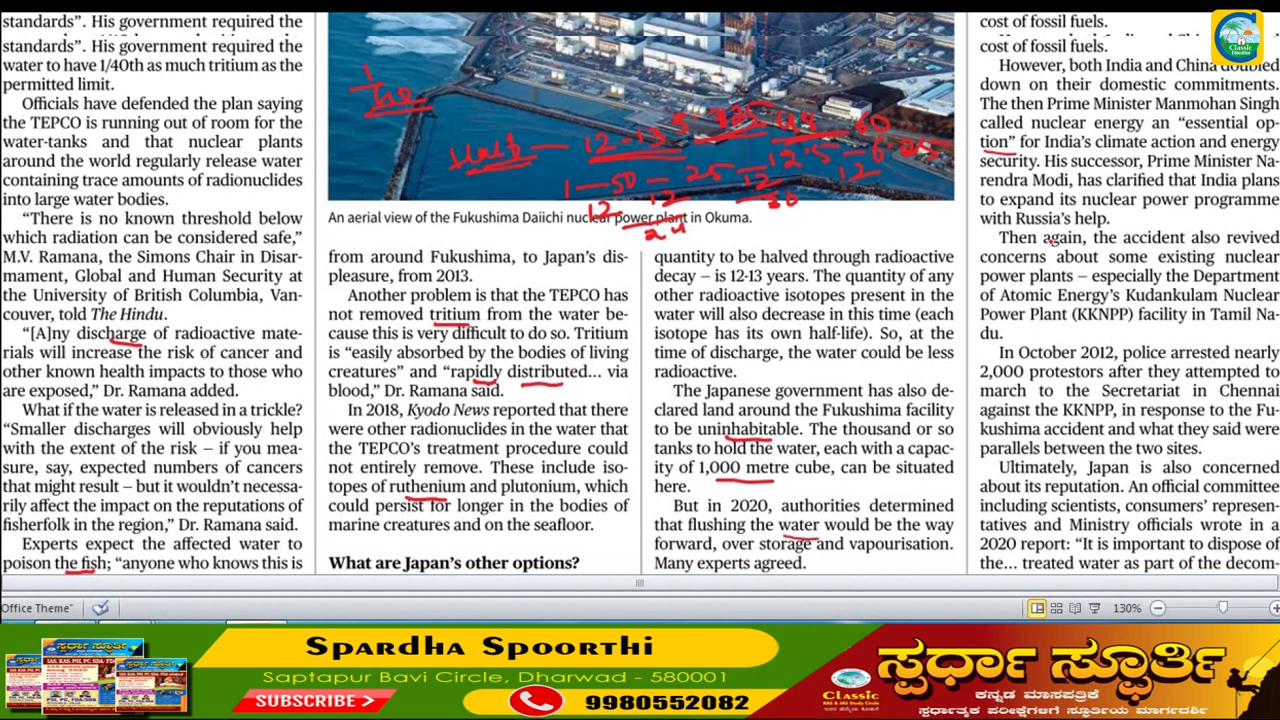 standards”. His government required the
standards”. His government required the
water to have 1/40th as much tritium as the
permitted limit.
Officials have defended the plan saying
the TEPCO is running out of room for the
water-tanks and that nuclear plants
around the world regularly release water
containing trace amounts of radionuclides
into large water bodies.
“There is no known threshold below
which radiation can be considered safe,”
M.V. Ramana, the Simons Chair in Disar-
mament, Global and Human Security at
the University of British Columbia, Van-
couver, told The Hindu.
“[A]ny discharge of radioactive mate-
rials will increase the risk of cancer and
other known health impacts to those who
are exposed,” Dr. Ramana added.
What if the water is released in a trickle?
“Smaller discharges will obviously help
with the extent of the risk – if you mea-
sure, say, expected numbers of cancers
that might result – but it wouldn’t necessa-
rily affect the impact on the reputations of
fisherfolk in the region,” Dr. Ramana said.
Experts expect the affected water to
poison the fish; “anyone who knows this is
1/40
Half – 12-13
1 – 50 – 25 – 12.5 – 6.25
12 12 12 12
24 36
An aerial view of the Fukushima Daiichi nuclear power plant in Okuma.
from around Fukushima, to Japan’s dis-
pleasure, from 2013.
Another problem is that the TEPCO has
not removed tritium from the water be-
cause this is very difficult to do so. Tritium
is “easily absorbed by the bodies of living
creatures” and “rapidly distributed... via
blood,” Dr. Ramana said.
In 2018, Kyodo News reported that there
were other radionuclides in the water that
the TEPCO’s treatment procedure could
not entirely remove. These include iso-
topes of ruthenium and plutonium, which
could persist for longer in the bodies of
marine creatures and on the seafloor.
What are Japan’s other options?
quantity to be halved through radioactive
decay – is 12-13 years. The quantity of any
other radioactive isotopes present in the
water will also decrease in this time (each
isotope has its own half-life). So, at the
time of discharge, the water could be less
radioactive.
The Japanese government has also de-
clared land around the Fukushima facility
to be uninhabitable. The thousand or so
tanks to hold the water, each with a capac-
ity of 1,000 metre cube, can be situated
here.
But in 2020, authorities determined
that flushing the water would be the way
forward, over storage and vapourisation.
Many experts agreed.
cost of fossil fuels.
cost of fossil fuels.
However, both India and China doubled
down on their domestic commitments.
The then Prime Minister Manmohan Singh
called nuclear energy an “essential op-
tion” for India’s climate action and energy
security. His successor, Prime Minister Na-
rendra Modi, has clarified that India plans
to expand its nuclear power programme
with Russia’s help.
Then again, the accident also revived
concerns about some existing nuclear
power plants – especially the Department
of Atomic Energy’s Kudankulam Nuclear
Power Plant (KKNPP) facility in Tamil Na-
du.
In October 2012, police arrested nearly
2,000 protestors after they attempted to
march to the Secretariat in Chennai
against the KKNPP, in response to the Fu-
kushima accident and what they said were
parallels between the two sites.
Ultimately, Japan is also concerned
about its reputation. An official committee
including scientists, consumers’ represen-
tatives and Ministry officials wrote in a
2020 report: “It is important to dispose of
the... treated water as part of the decom-
Classic
Education
Office Theme"
130%
Spardha Spoorthi
Saptapur Bavi Circle, Dharwad - 580001
SUBSCRIBE
9980552082
Classic
ಸ್ಪರ್ಧಾ ಸ್ಫೂರ್ತಿ
ಕನ್ನಡ ಮಾಸಪತ್ರಿಕೆ
ಸ್ಪರ್ಧಾತ್ಮಕ ಪರೀಕ್ಷೆಗಳಿಗೆ ಸ್ಫೂರ್ತಿಯ ಮಾರ್ಗದರ್ಶಿ